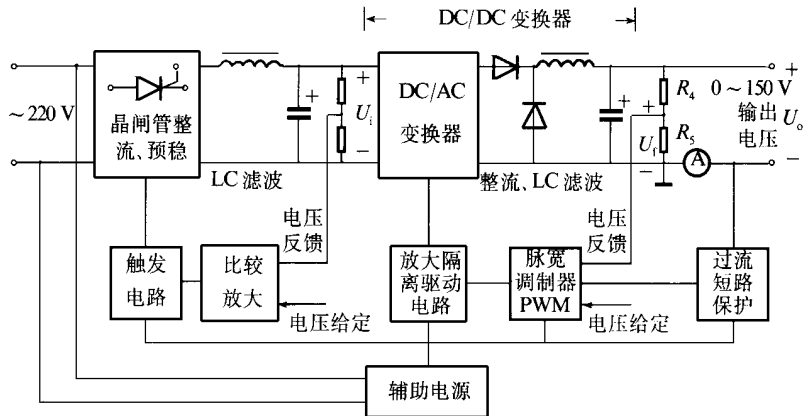 DC/DC 变换器
~220 V
晶闸管整
流、预稳
LC 滤波
+
+
U_i
−
DC/AC
变换器
整流、LC 滤波
+
+
U_f
−
R_4
R_5
A
0～150 V
输出
电压
+
U_o
−
电压
反馈
电压
反馈
触发
电路
比较
放大
电压给定
放大隔
离驱动
电路
脉宽
调制器
PWM
电压给定
过流
短路
保护
辅助电源